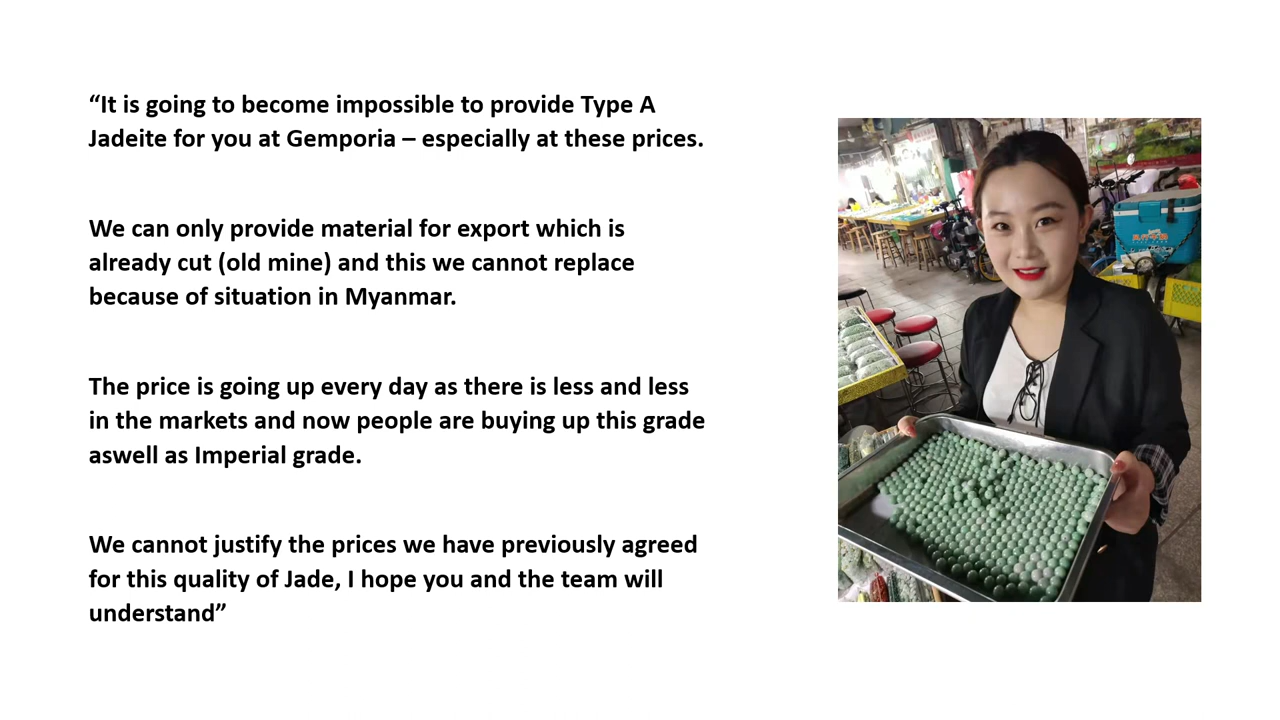 “It is going to become impossible to provide Type A
Jadeite for you at Gemporia – especially at these prices.
We can only provide material for export which is
already cut (old mine) and this we cannot replace
because of situation in Myanmar.
The price is going up every day as there is less and less
in the markets and now people are buying up this grade
aswell as Imperial grade.
We cannot justify the prices we have previously agreed
for this quality of Jade, I hope you and the team will
understand”